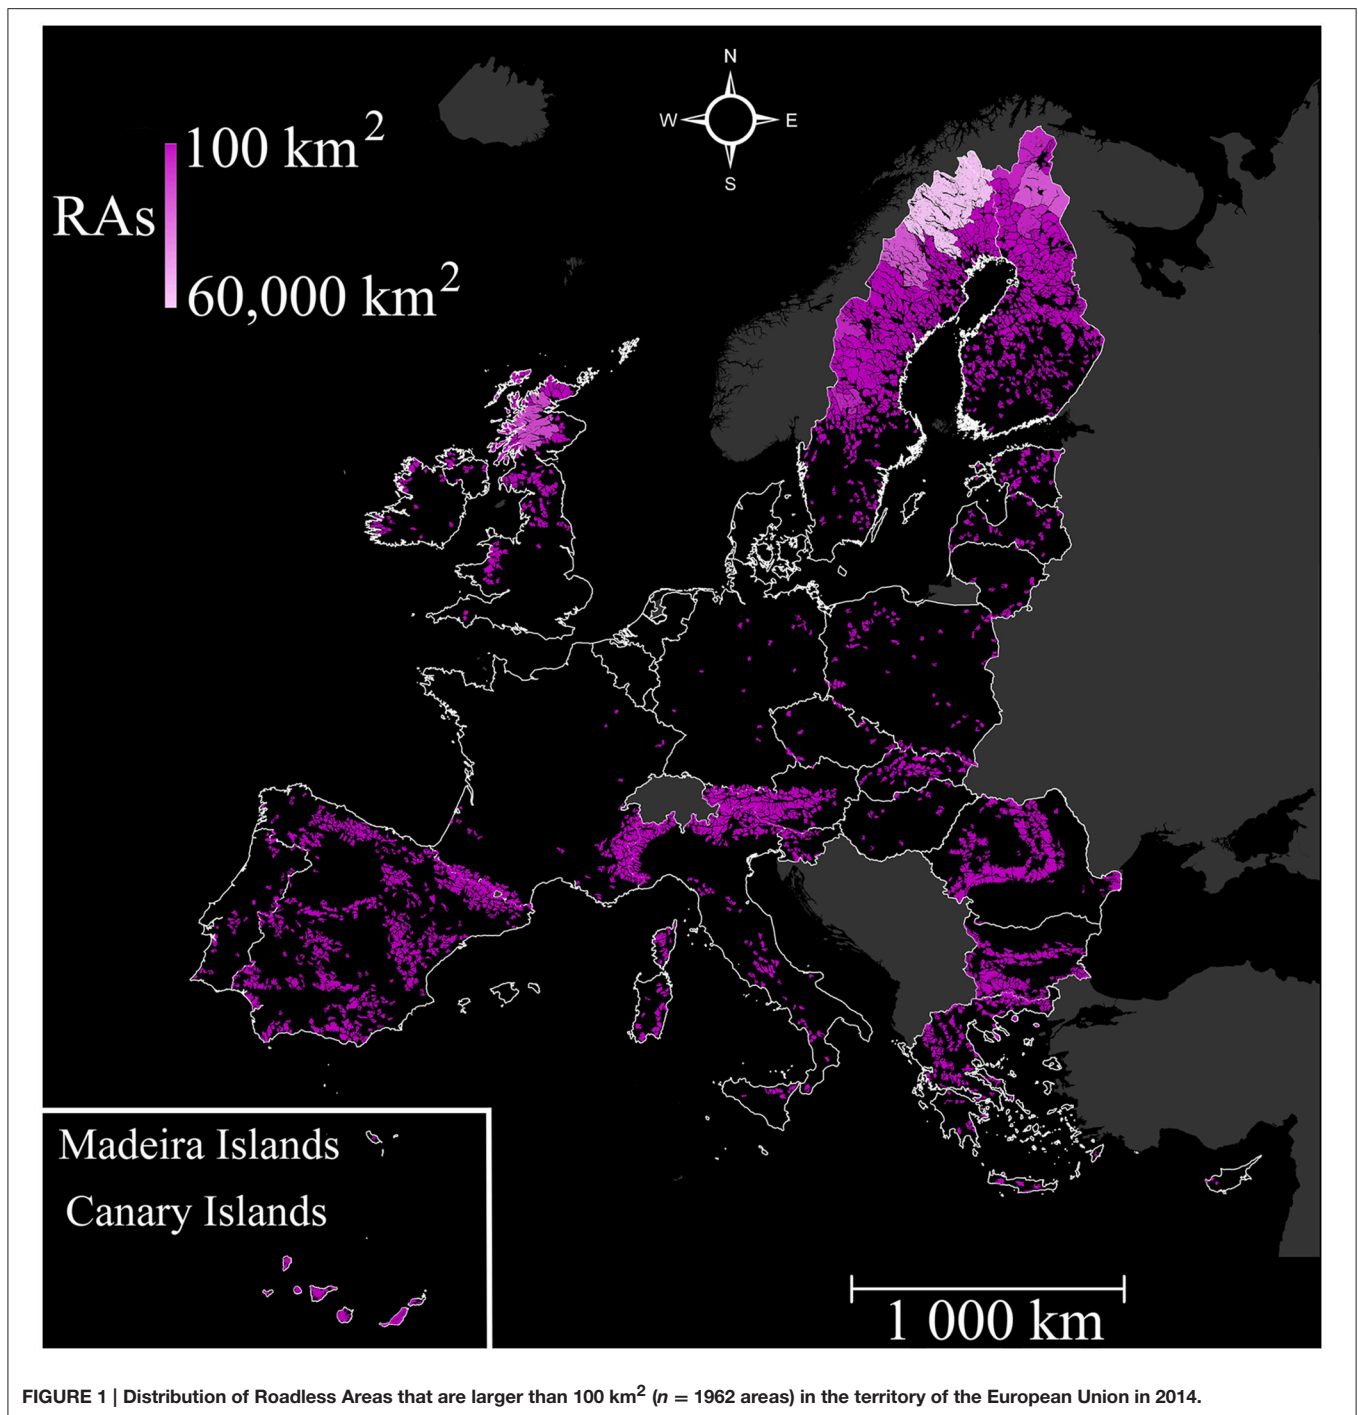 N
W E
S
100 km²
RAs
60,000 km²
Madeira Islands
Canary Islands
1 000 km
FIGURE 1 | Distribution of Roadless Areas that are larger than 100 km² (n = 1962 areas) in the territory of the European Union in 2014.